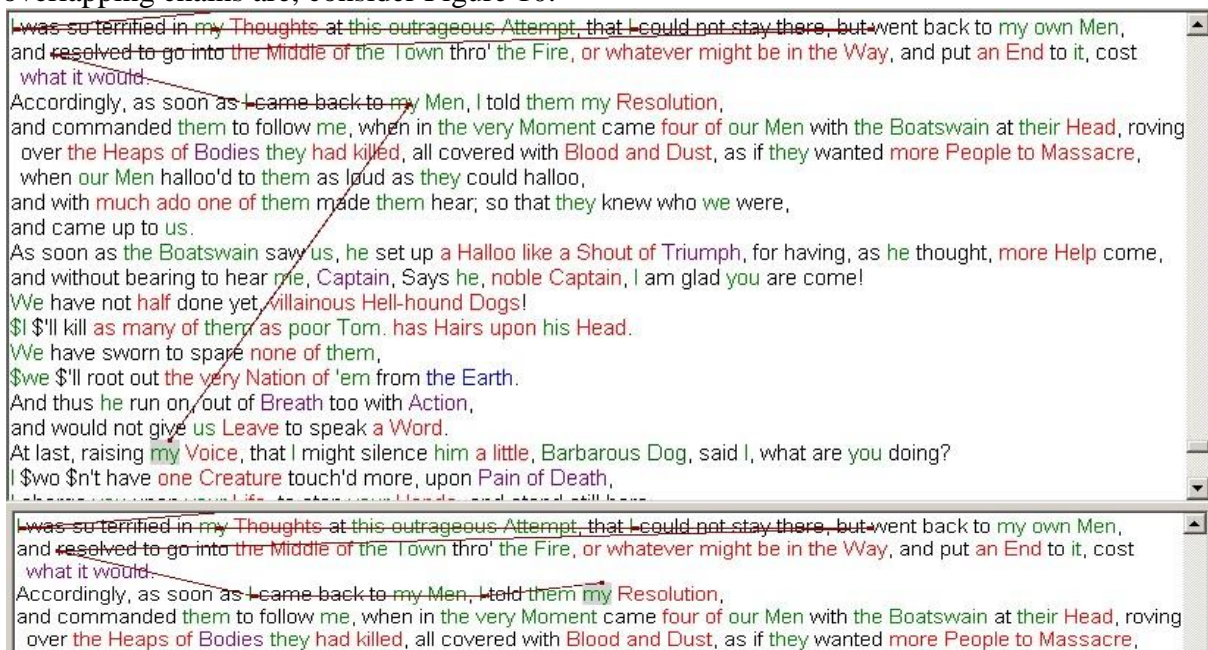 overlapping chains are, consider Figure 10.
I was so terrified in my Thoughts at this outrageous Attempt, that I could not stay there, but went back to my own Men,
and resolved to go into the Middle of the Town thro' the Fire, or whatever might be in the Way, and put an End to it, cost
what it would.
Accordingly, as soon as I came back to my Men, I told them my Resolution,
and commanded them to follow me, when in the very Moment came four of our Men with the Boatswain at their Head, roving
over the Heaps of Bodies they had killed, all covered with Blood and Dust, as if they wanted more People to Massacre,
when our Men halloo'd to them as loud as they could halloo,
and with much ado one of them made them hear; so that they knew who we were,
and came up to us.
As soon as the Boatswain saw us, he set up a Halloo like a Shout of Triumph, for having, as he thought, more Help come,
and without bearing to hear me, Captain, Says he, noble Captain, I am glad you are come!
We have not half done yet, villainous Hell-hound Dogs!
$I $'ll kill as many of them as poor Tom. has Hairs upon his Head.
We have sworn to spare none of them,
$we $'ll root out the very Nation of 'em from the Earth.
And thus he run on, out of Breath too with Action,
and would not give us Leave to speak a Word.
At last, raising my Voice, that I might silence him a little, Barbarous Dog, said I, what are you doing?
I $wo $n't have one Creature touch'd more, upon Pain of Death,
I charge you upon your Life, to stop your Hands, and stand still here
I was so terrified in my Thoughts at this outrageous Attempt, that I could not stay there, but went back to my own Men,
and resolved to go into the Middle of the Town thro' the Fire, or whatever might be in the Way, and put an End to it, cost
what it would.
Accordingly, as soon as I came back to my Men, I told them my Resolution,
and commanded them to follow me, when in the very Moment came four of our Men with the Boatswain at their Head, roving
over the Heaps of Bodies they had killed, all covered with Blood and Dust, as if they wanted more People to Massacre,